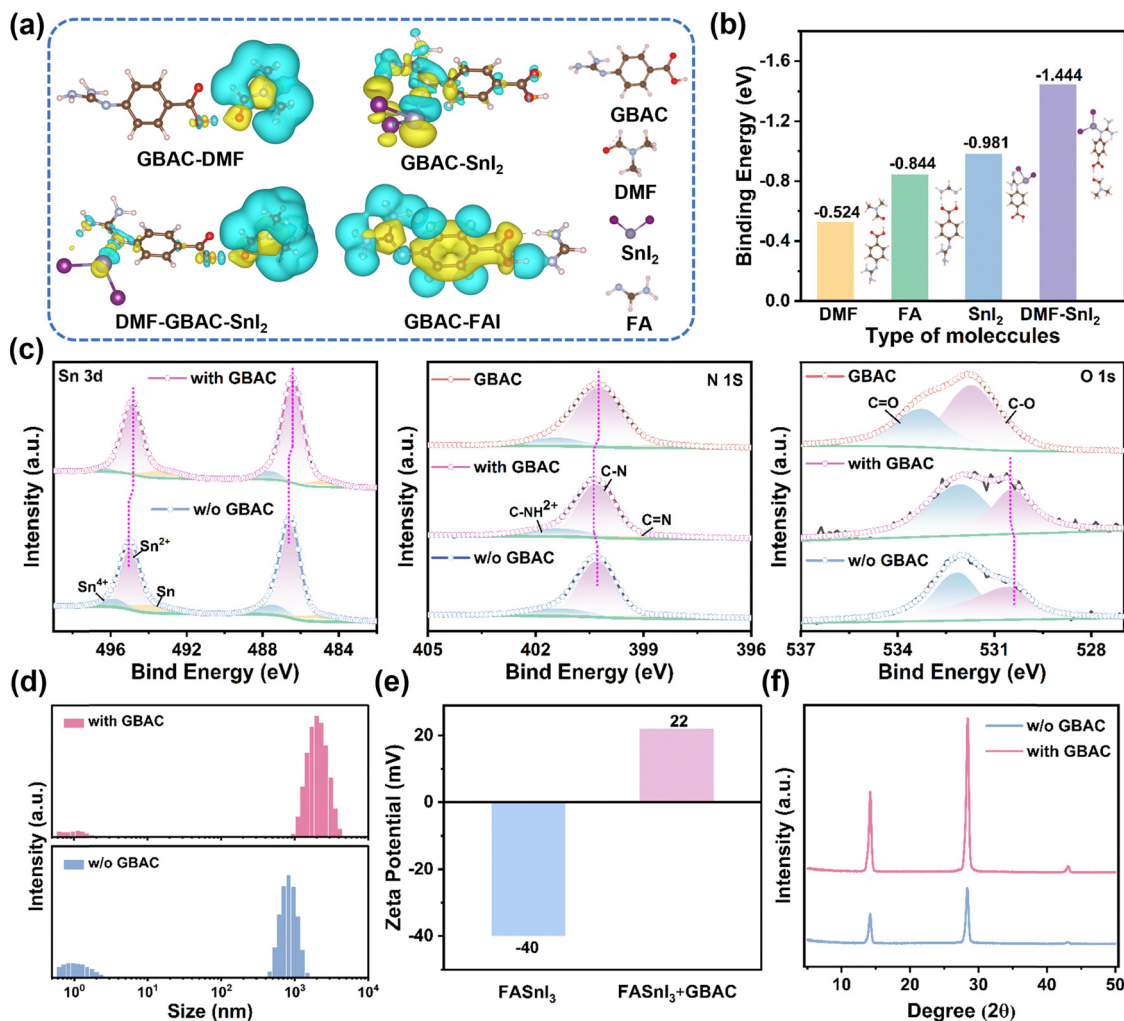 (a)
GBAC-DMF
GBAC-SnI2
GBAC
DMF
SnI2
FA
DMF-GBAC-SnI2
GBAC-FAI
(b)
Binding Energy (eV)
-1.6
-1.2
-0.8
-0.4
0.0
-0.524
-0.844
-0.981
-1.444
DMF
FA
SnI2
DMF-SnI2
Type of moleccules
(c)
Sn 3d
with GBAC
w/o GBAC
Sn2+
Sn4+
Sn
Intensity (a.u.)
496
492
488
484
Bind Energy (eV)
GBAC
N 1S
with GBAC
C-N
C-NH2+
C=N
w/o GBAC
Intensity (a.u.)
405
402
399
396
Bind Energy (eV)
GBAC
O 1s
C=O
C-O
with GBAC
w/o GBAC
Intensity (a.u.)
537
534
531
528
Bind Energy (eV)
(d)
with GBAC
w/o GBAC
Intensity (a.u.)
10^0
10^1
10^2
10^3
10^4
Size (nm)
(e)
Zeta Potential (mV)
20
0
-20
-40
22
-40
FASnI3
FASnI3+GBAC
(f)
w/o GBAC
with GBAC
Intensity (a.u.)
10
20
30
40
50
Degree (2θ)